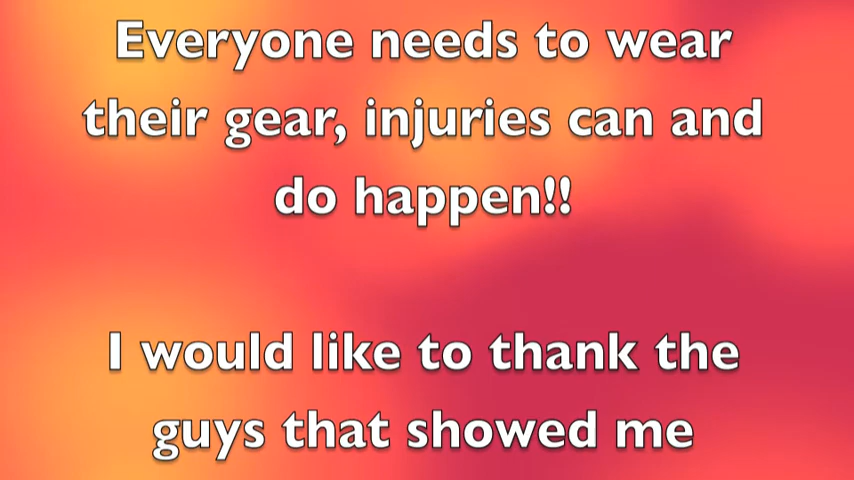 Everyone needs to wear
their gear, injuries can and
do happen!!
I would like to thank the
guys that showed me